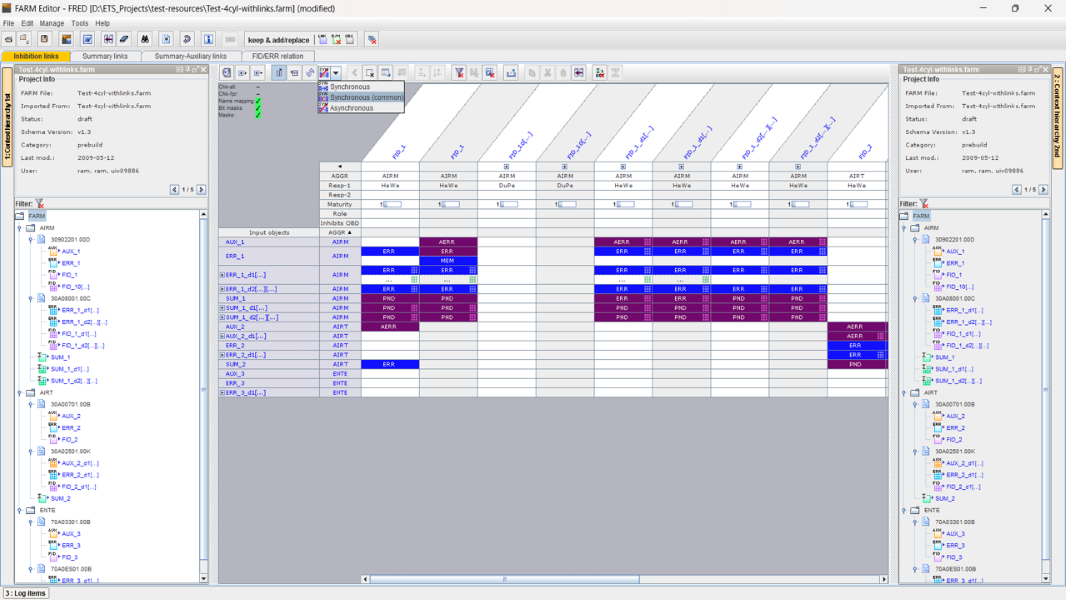 FARM Editor - FRED [D:\ETS_Projects\test-resources\Test-4cyl-withlinks.farm] (modified)
File Edit Manage Tools Help
keep & add/replace
Inhibition links Summary links Summary-Auxiliary links FID/ERR relation
1: Context hierarchy 1st
Test-4cyl-withlinks.farm
Project Info
FARM File: Test-4cyl-withlinks.farm
Imported From: Test-4cyl-withlinks.farm
Status: draft
Schema Version: v1.3
Category: prebuild
Last mod.: 2009-05-12
User: ram, ram, uiv09886
1 / 5
Filter:
FARM
AIRM
30902201.00D
AUX_1
ERR_1
FID_1
FID_10[...]
30A08001.00C
ERR_1_d1[...]
ERR_1_d2[...][...]
FID_1_d1[...]
FID_1_d2[...][...]
SUM_1
SUM_1_d1[...]
SUM_1_d2[...][...]
AIRT
30A00701.00B
AUX_2
ERR_2
FID_2
30A02501.00K
AUX_2_d1[...]
ERR_2_d1[...]
FID_2_d1[...]
SUM_2
ENTE
70A03301.00B
AUX_3
ERR_3
FID_3
70A0ES01.00B
ERR_3_d1[...]
Synchronous
Synchronous (common)
Asynchronous
Name mapping:
Bit masks:
Masks:
FID_1 FID_1 FID_10[...] FID_10[...] FID_1_d1[...] FID_1_d1[...] FID_1_d2[...][...] FID_1_d2[...][...] FID_2
AGGR AIRM AIRM AIRM AIRM AIRM AIRM AIRM AIRM AIRT
Resp-1 HeWe HeWe DuPe DuPe HeWe HeWe HeWe HeWe HeWe
Resp-2
Maturity 1 1 1 1 1 1 1 1 1
Role
Inhibits OBD
Input objects AGGR ▲
AUX_1 AIRM AERR AERR AERR AERR AERR
ERR_1 AIRM ERR ERR ERR ERR ERR ERR
MEM
ERR_1_d1[...] AIRM ERR ERR ERR ERR ERR ERR
... ... ... ...
ERR_1_d2[...][...] AIRM ERR ERR ERR ERR ERR ERR
SUM_1 AIRM PND PND ERR ERR PND PND
SUM_1_d1[...] AIRM PND PND PND PND PND PND
SUM_1_d2[...][...] AIRM PND PND PND PND PND PND
AUX_2 AIRT AERR AERR
AUX_2_d1[...] AIRT AIRR
ERR_2 AIRT ERR
ERR_2_d1[...] AIRT ERR
SUM_2 AIRT ERR PND
AUX_3 ENTE
ERR_3 ENTE
ERR_3_d1[...] ENTE
Test-4cyl-withlinks.farm
Project Info
FARM File: Test-4cyl-withlinks.farm
Imported From: Test-4cyl-withlinks.farm
Status: draft
Schema Version: v1.3
Category: prebuild
Last mod.: 2009-05-12
User: ram, ram, uiv09886
1 / 5
Filter:
FARM
AIRM
30902201.00D
AUX_1
ERR_1
FID_1
FID_10[...]
30A08001.00C
ERR_1_d1[...]
ERR_1_d2[...][...]
FID_1_d1[...]
FID_1_d2[...][...]
SUM_1
SUM_1_d1[...]
SUM_1_d2[...][...]
AIRT
30A00701.00B
AUX_2
ERR_2
FID_2
30A02501.00K
AUX_2_d1[...]
ERR_2_d1[...]
FID_2_d1[...]
SUM_2
ENTE
70A03301.00B
AUX_3
ERR_3
FID_3
70A0ES01.00B
ERR_3_d1[...]
2: Context hierarchy 2nd
3 : Log items